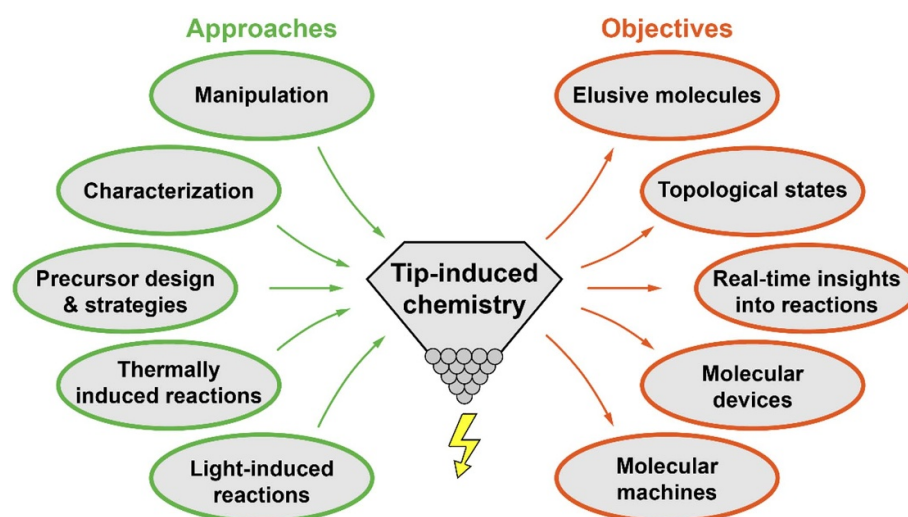 Approaches
Manipulation
Characterization
Precursor design
& strategies
Thermally
induced reactions
Light-induced
reactions
Tip-induced
chemistry
Objectives
Elusive molecules
Topological states
Real-time insights
into reactions
Molecular
devices
Molecular
machines